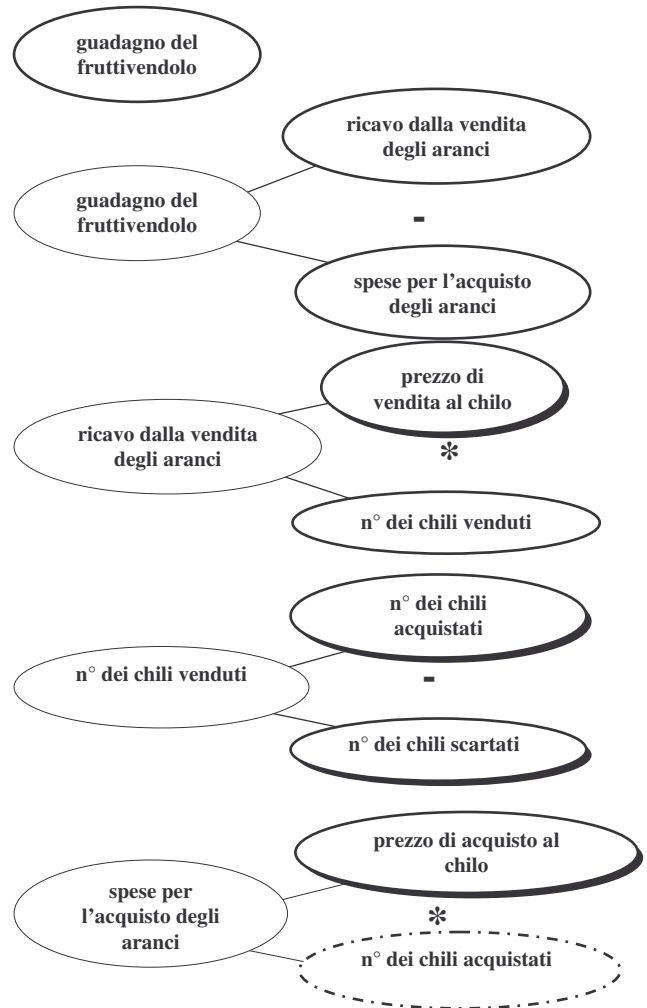 guadagno del
fruttivendolo
ricavo dalla vendita
degli aranci
guadagno del
fruttivendolo
-
spese per l'acquisto
degli aranci
prezzo di
vendita al chilo
ricavo dalla vendita
degli aranci
*
n° dei chili venduti
n° dei chili
acquistati
n° dei chili venduti
-
n° dei chili scartati
prezzo di acquisto al
chilo
spese per
l'acquisto degli
aranci
*
n° dei chili acquistati